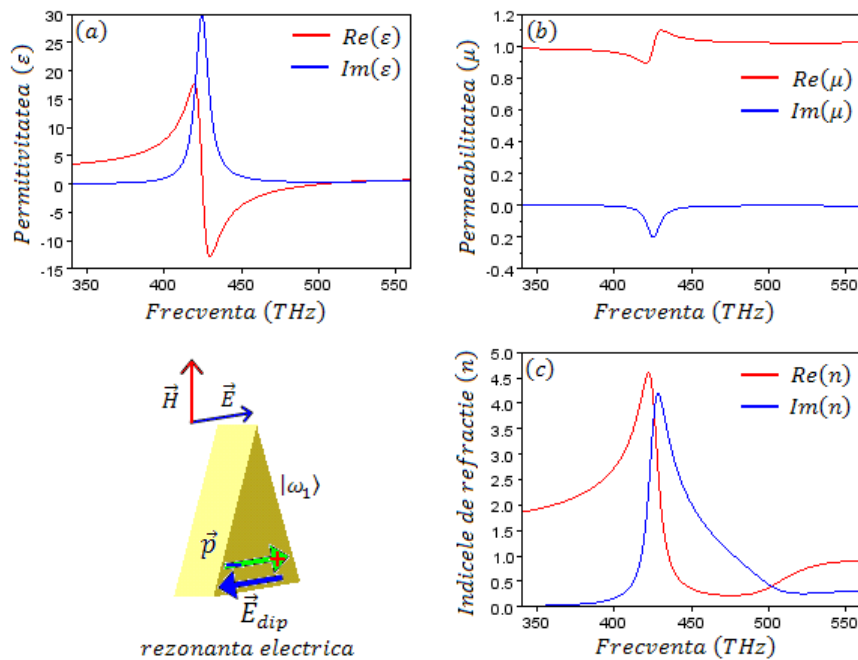 (a)
Re(ε)
Im(ε)
Permitivitatea (ε)
30
25
20
15
10
5
0
-5
-10
-15
350 400 450 500 550
Frecventa (THz)
(b)
Re(μ)
Im(μ)
Permeabilitatea (μ)
1.2
1.0
0.8
0.6
0.4
0.2
0.0
0.2
-0.4
350 400 450 500 550
Frecventa (THz)
H⃗
E⃗
|ω₁⟩
p⃗
- +
E⃗dip
rezonanta electrica
(c)
Re(n)
Im(n)
Indicele de refractie (n)
5.0
4.5
4.0
3.5
3.0
2.5
2.0
1.5
1.0
0.5
0.0
350 400 450 500 550
Frecventa (THz)